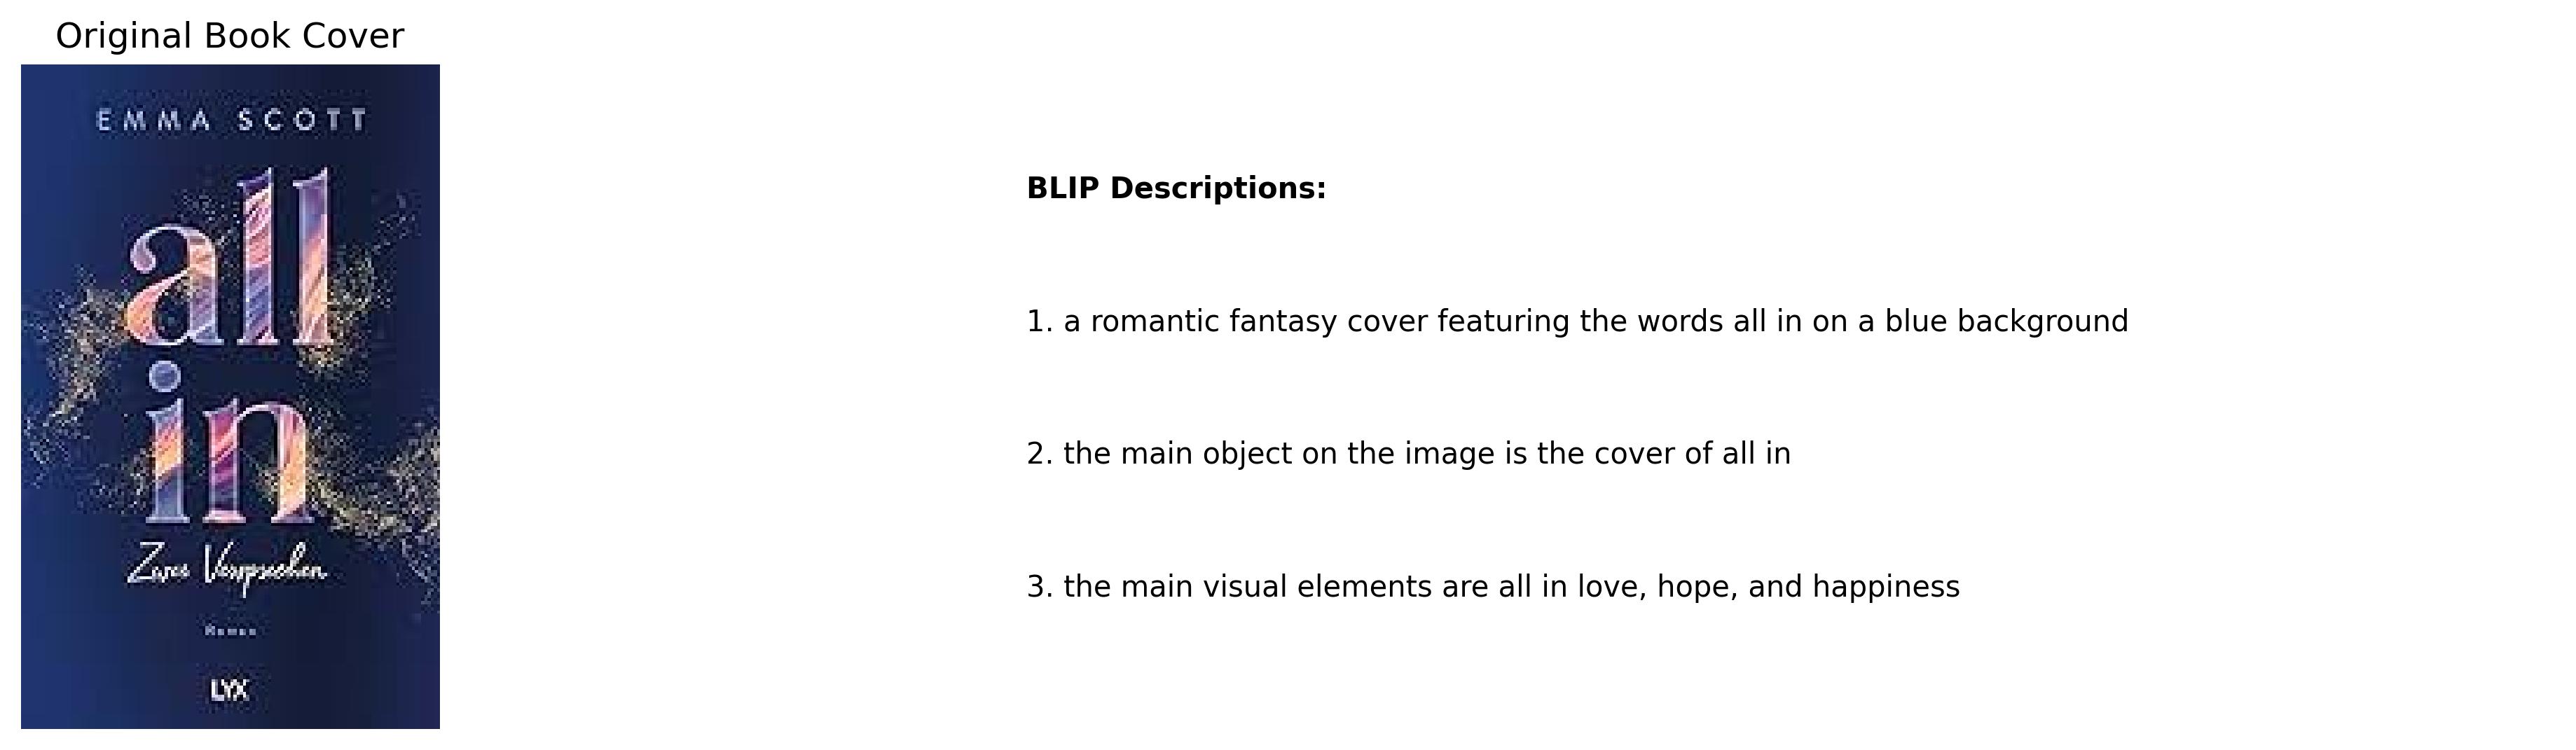 Original Book Cover
EMMA SCOTT
all
in
Zwei Versprechen
Roman
LYX
BLIP Descriptions:
1. a romantic fantasy cover featuring the words all in on a blue background
2. the main object on the image is the cover of all in
3. the main visual elements are all in love, hope, and happiness